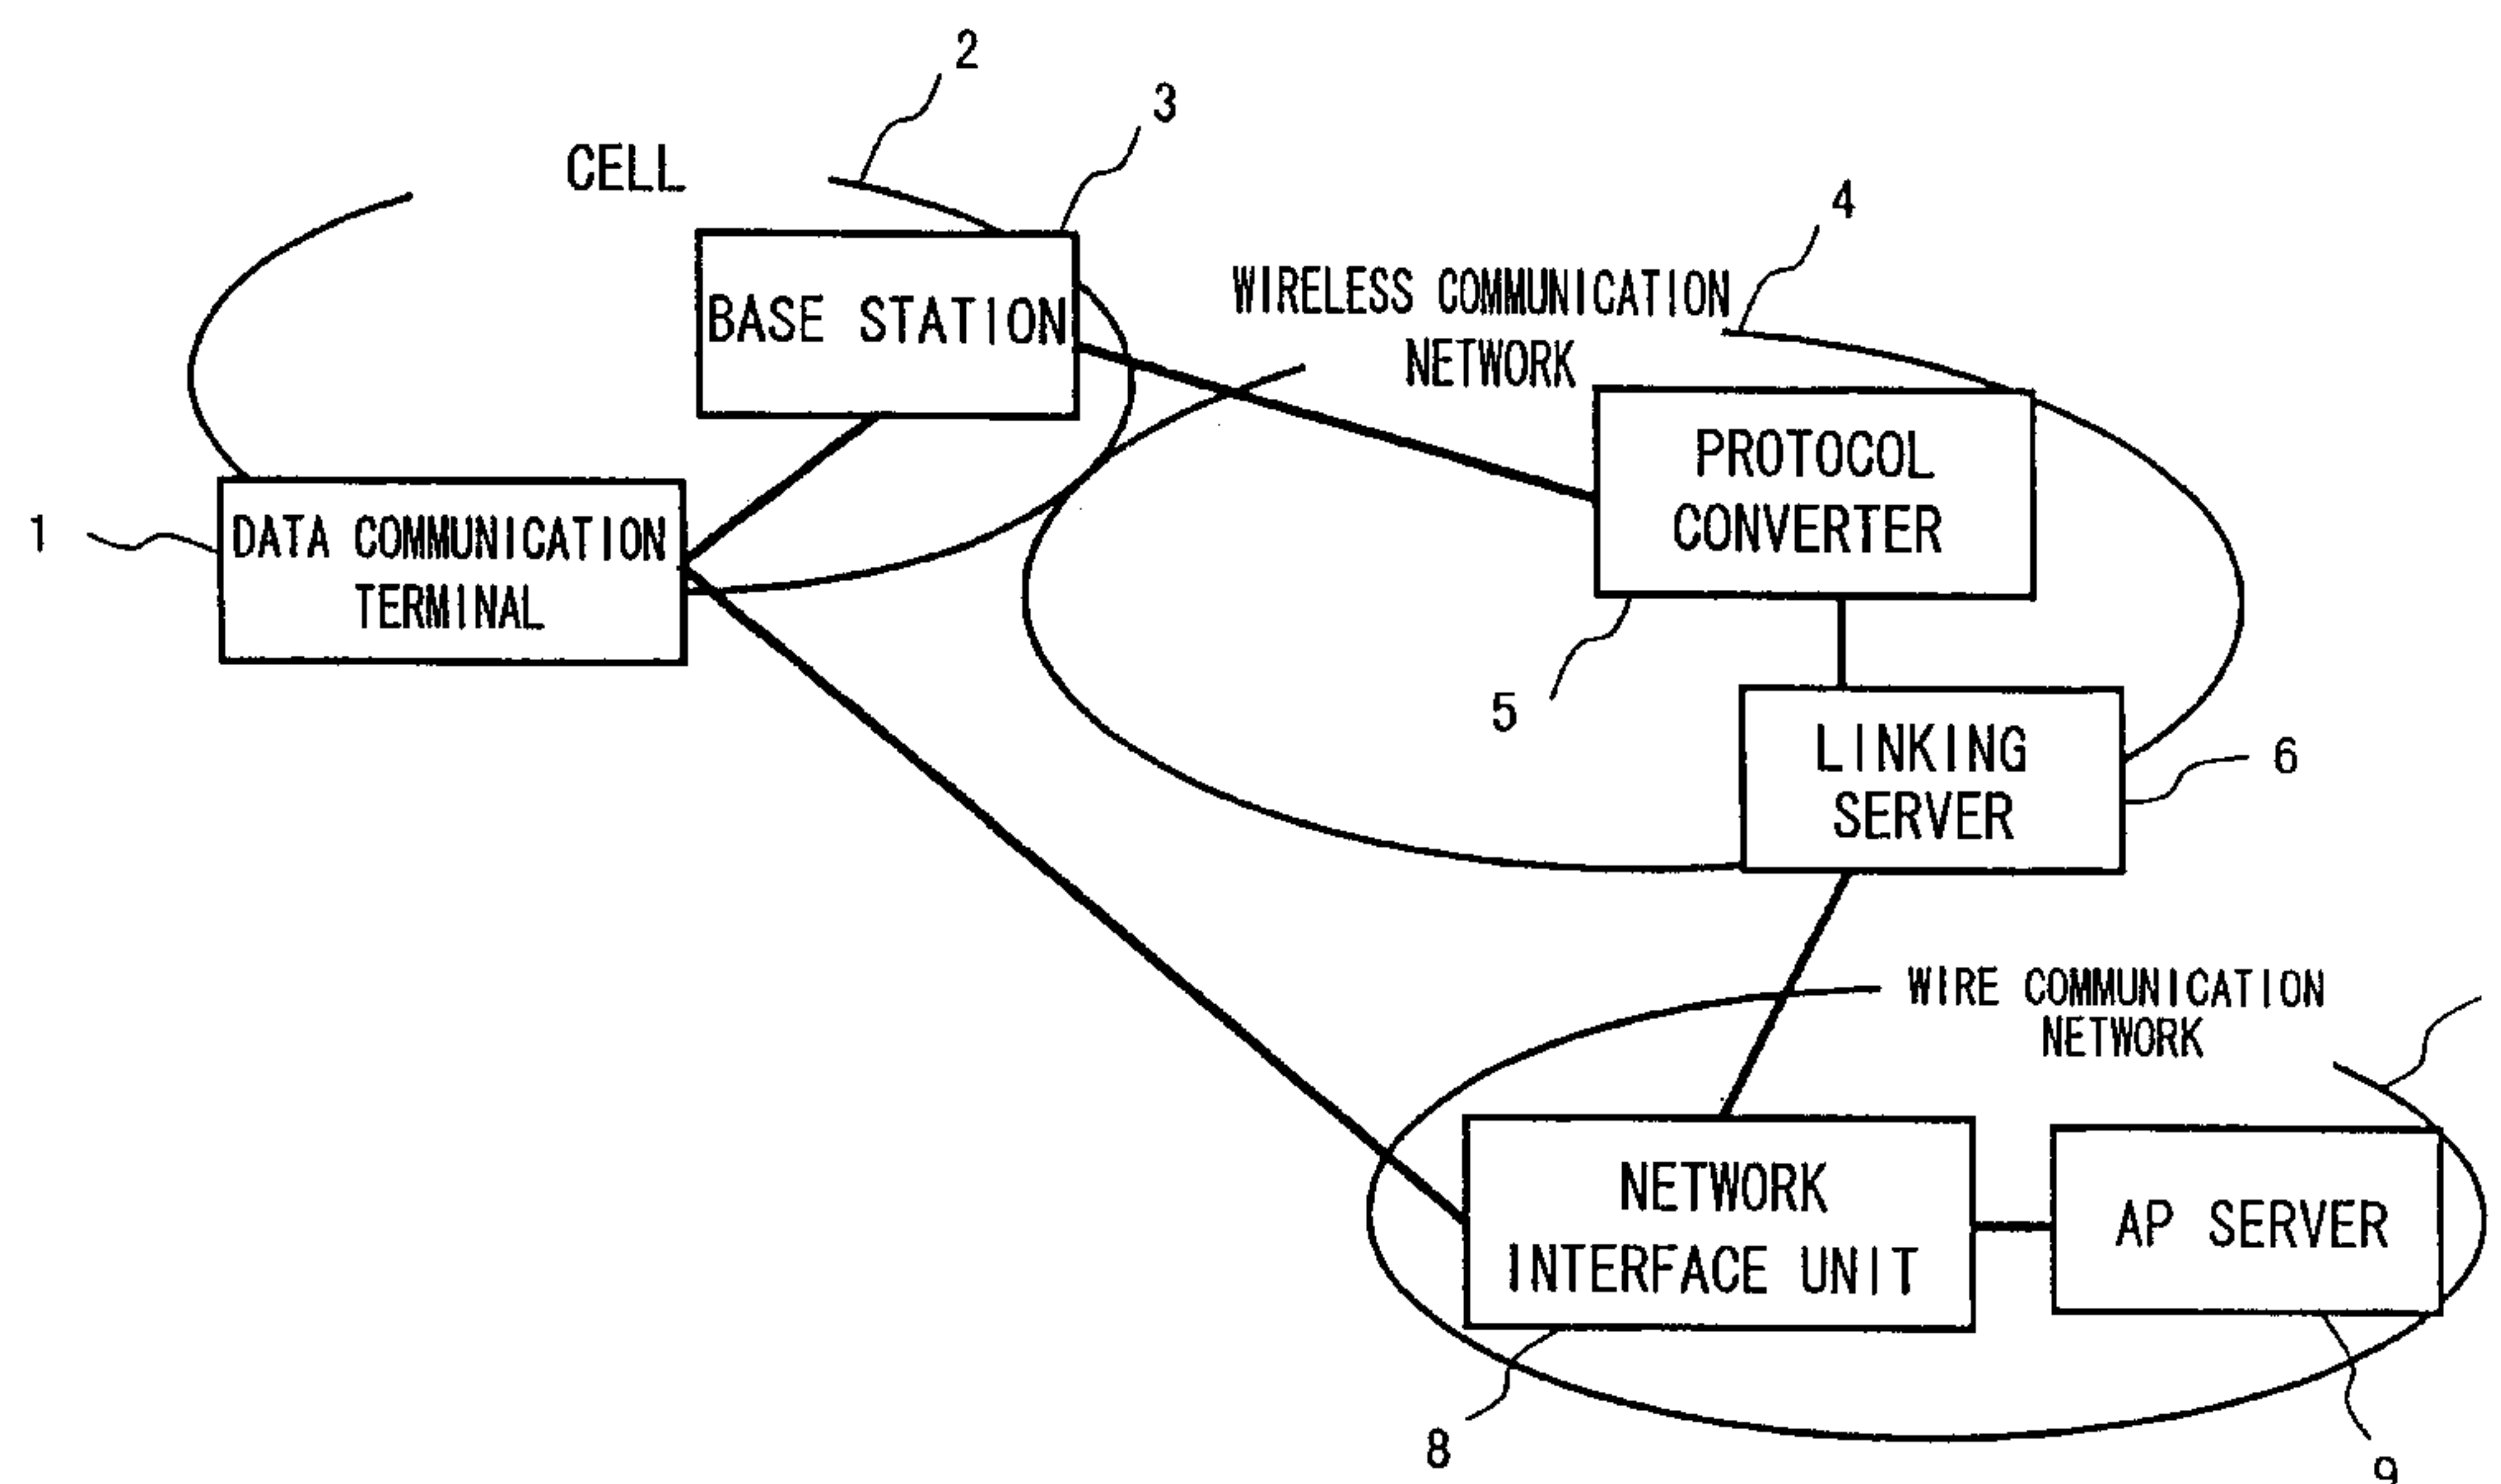 2
3
CELL
4
BASE STATION
WIRELESS COMMUNICATION
NETWORK
PROTOCOL
CONVERTER
1
DATA COMMUNICATION
TERMINAL
5
LINKING
SERVER
6
WIRE COMMUNICATION
NETWORK
NETWORK
INTERFACE UNIT
AP SERVER
8
9